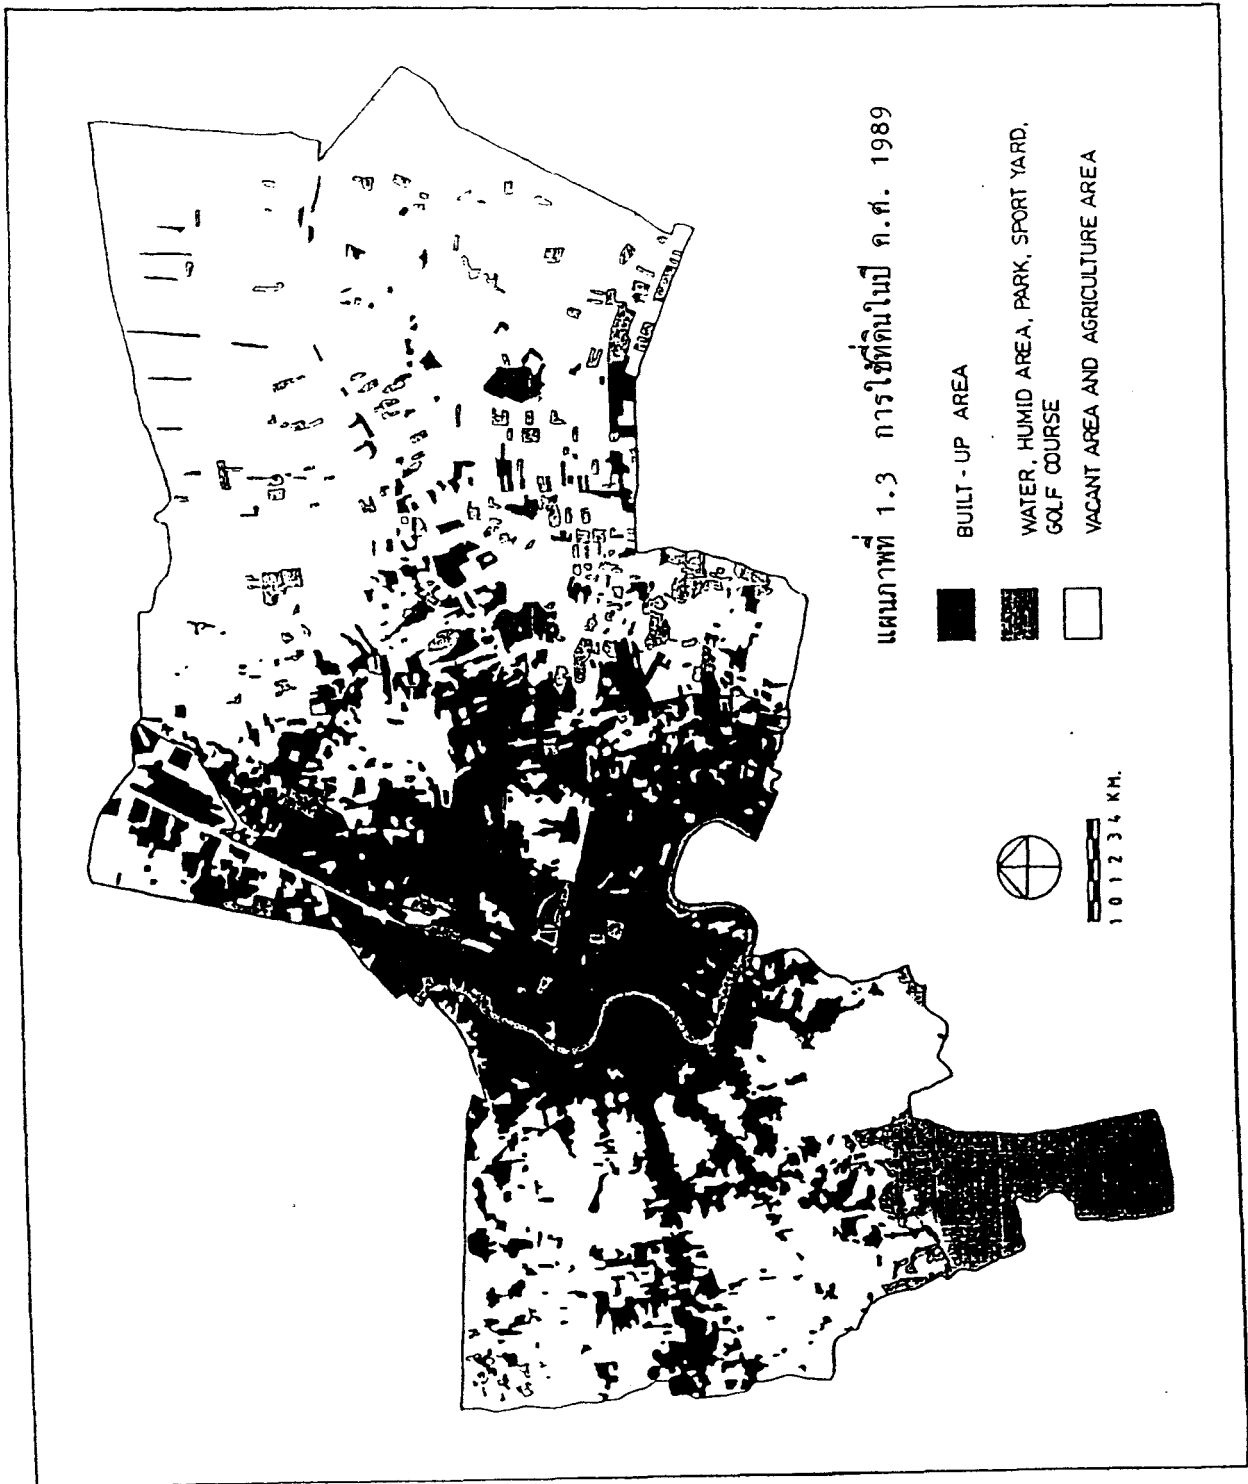 แผนภาพที่ 1.3 การใช้ที่ดินในปี ค.ศ. 1989
BUILT-UP AREA
WATER, HUMID AREA, PARK, SPORT YARD,
GOLF COURSE
VACANT AREA AND AGRICULTURE AREA
1 0 1 2 3 4 KM.